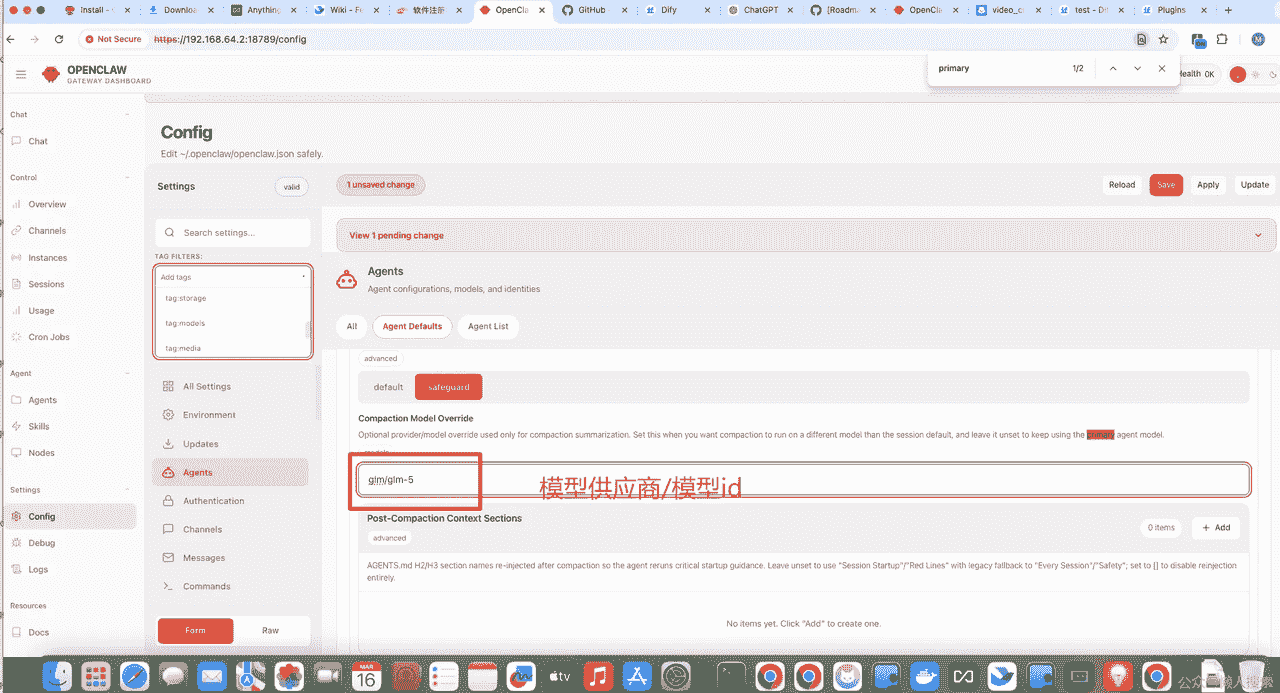 Install -
Downloa
Anything
Wiki - Fe
软件注册
OpenCla
GitHub
Dify
ChatGPT
[Roadma
OpenCla
video_c
test - Di
Plugins
Not Secure
https://192.168.64.2:18789/config
primary
1/2
OPENCLAW
GATEWAY DASHBOARD
Health OK
Chat
Chat
Control
Overview
Channels
Instances
Sessions
Usage
Cron Jobs
Agent
Agents
Skills
Nodes
Settings
Config
Debug
Logs
Resources
Docs
Config
Edit ~/.openclaw/openclaw.json safely.
Settings
valid
Search settings...
TAG FILTERS:
Add tags
tag:storage
tag:models
tag:media
All Settings
Environment
Updates
Agents
Authentication
Channels
Messages
Commands
Form
Raw
1 unsaved change
Reload
Save
Apply
Update
View 1 pending change
Agents
Agent configurations, models, and identities
All
Agent Defaults
Agent List
advanced
default
safeguard
Compaction Model Override
Optional provider/model override used only for compaction summarization. Set this when you want compaction to run on a different model than the session default, and leave it unset to keep using the primary agent model.
models
glm/glm-5
模型供应商/模型id
Post-Compaction Context Sections
advanced
0 items
+ Add
AGENTS.md H2/H3 section names re-injected after compaction so the agent reruns critical startup guidance. Leave unset to use "Session Startup"/"Red Lines" with legacy fallback to "Every Session"/"Safety"; set to [] to disable reinjection
entirely.
No items yet. Click "Add" to create one.
MAR
16
tv